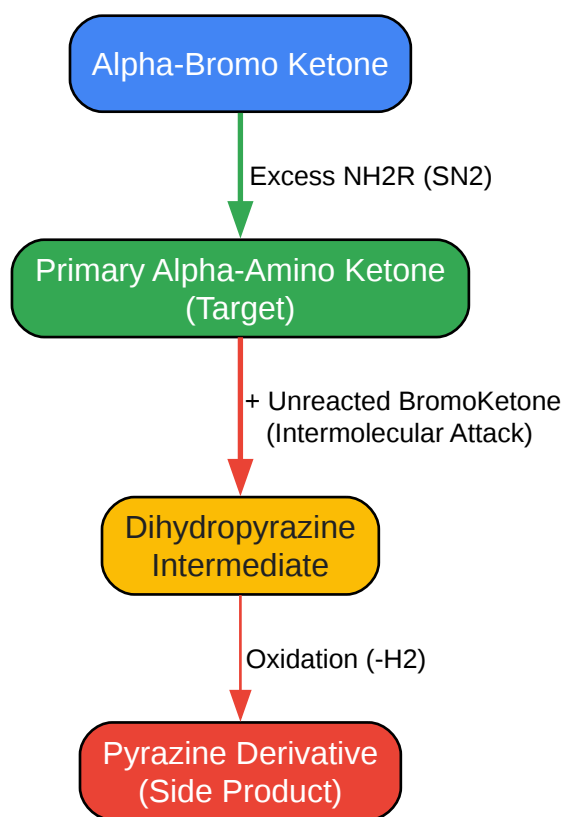 Alpha-Bromo Ketone
Excess NH2R (SN2)
Primary Alpha-Amino Ketone
(Target)
+ Unreacted BromoKetone
(Intermolecular Attack)
Dihydropyrazine
Intermediate
Oxidation (-H2)
Pyrazine Derivative
(Side Product)